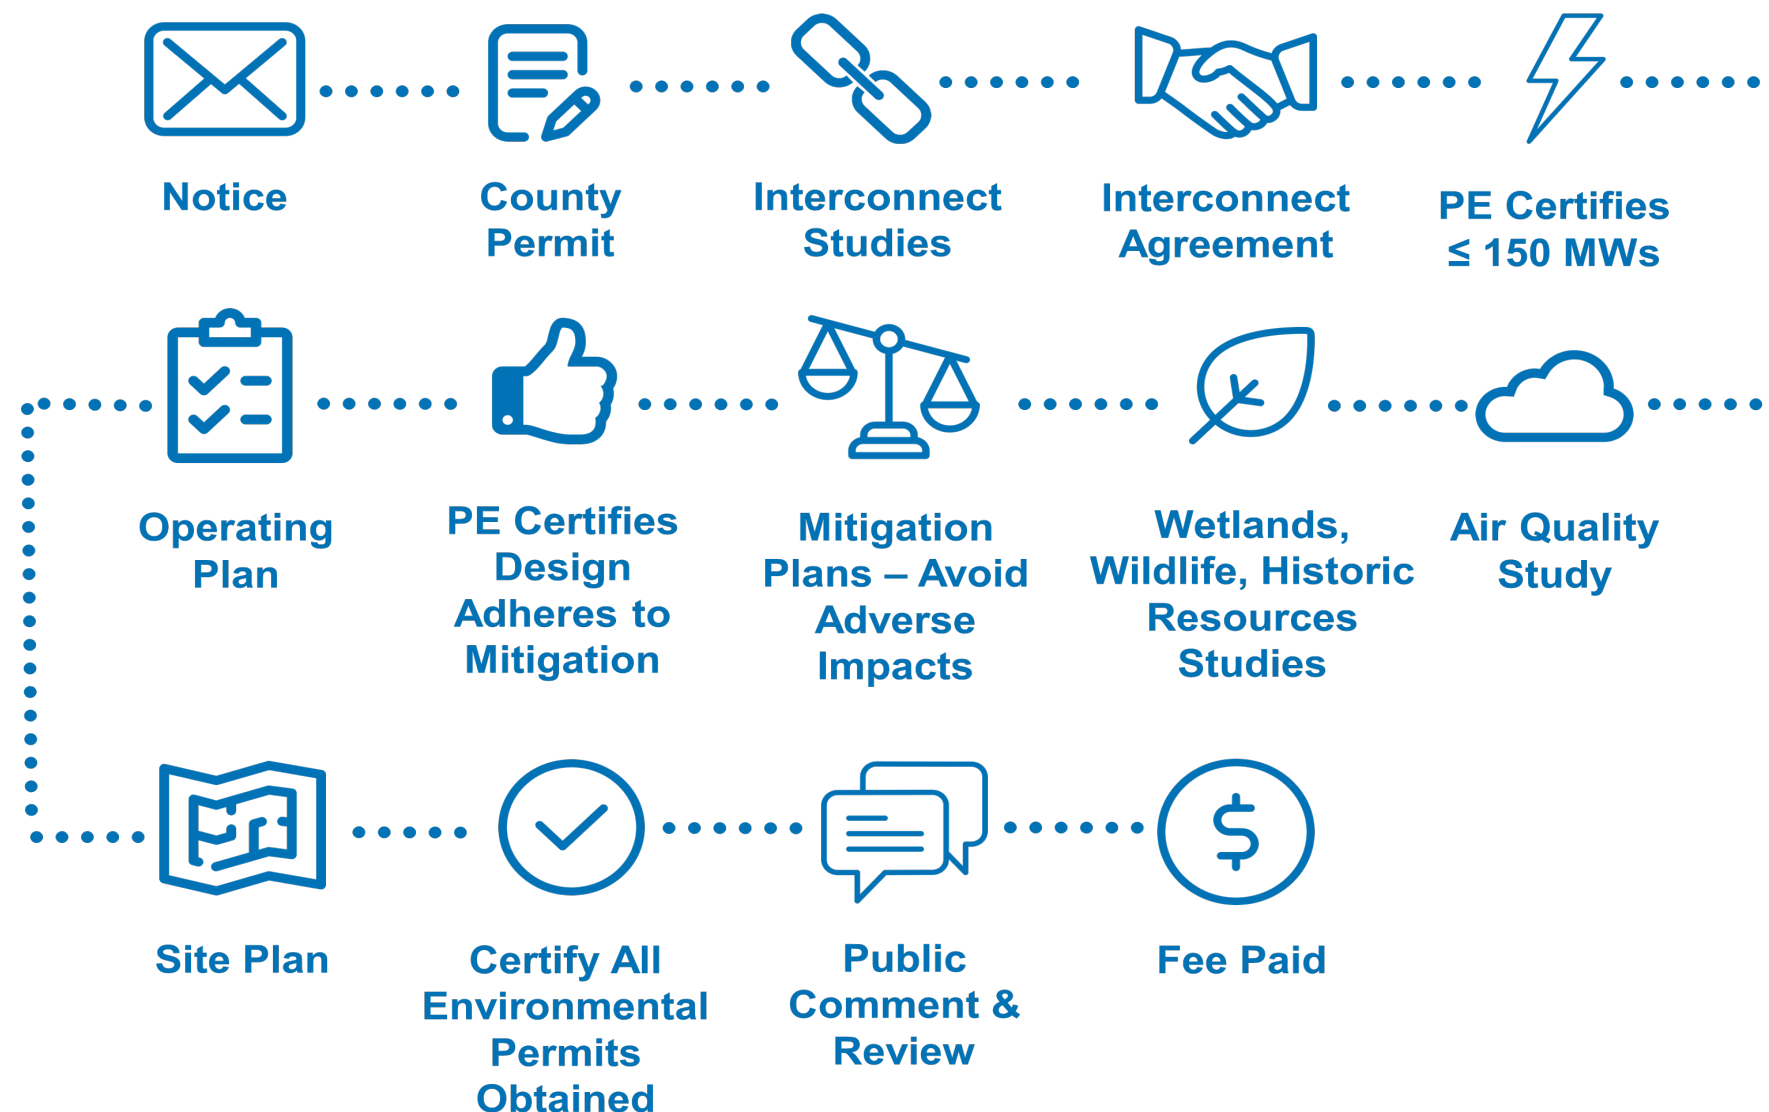 Notice
County
Permit
Interconnect
Studies
Interconnect
Agreement
PE Certifies
≤ 150 MWs
Operating
Plan
PE Certifies
Design
Adheres to
Mitigation
Mitigation
Plans – Avoid
Adverse
Impacts
Wetlands,
Wildlife, Historic
Resources
Studies
Air Quality
Study
Site Plan
Certify All
Environmental
Permits
Obtained
Public
Comment &
Review
Fee Paid